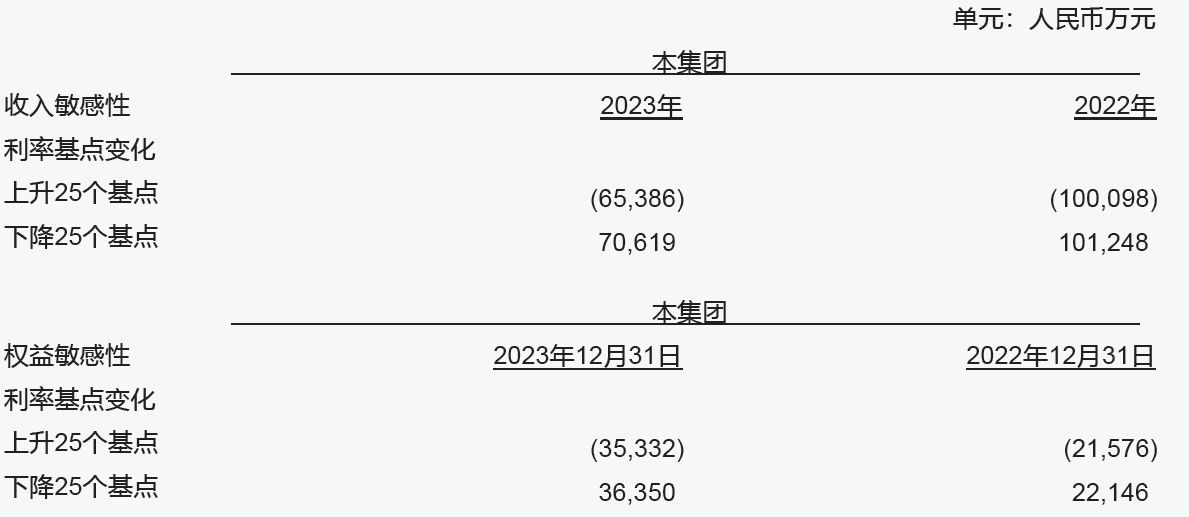 单元：人民币万元
本集团
收入敏感性 2023年 2022年
利率基点变化
上升25个基点 (65,386) (100,098)
下降25个基点 70,619 101,248
本集团
权益敏感性 2023年12月31日 2022年12月31日
利率基点变化
上升25个基点 (35,332) (21,576)
下降25个基点 36,350 22,146